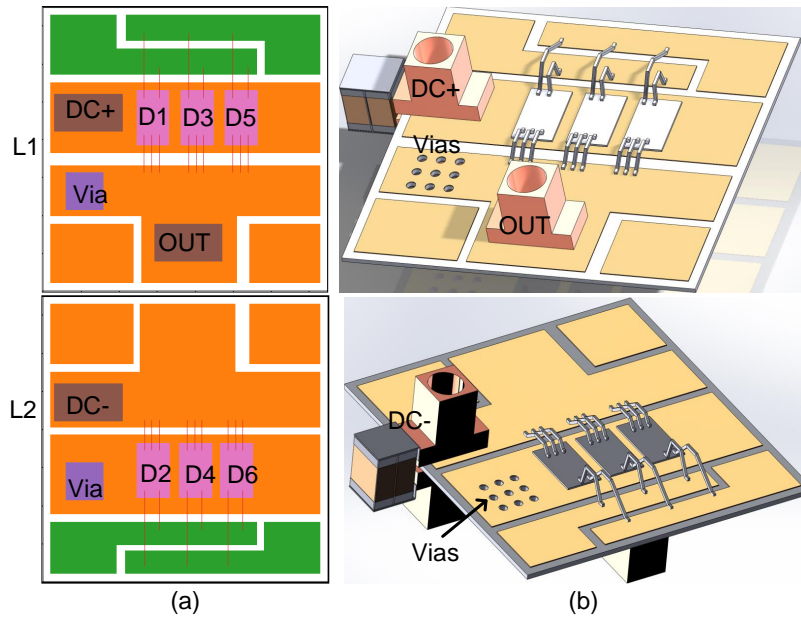 L1
DC+
D1
D3
D5
Via
OUT
L2
DC-
Via
D2
D4
D6
(a)
DC+
Vias
OUT
DC-
Vias
(b)